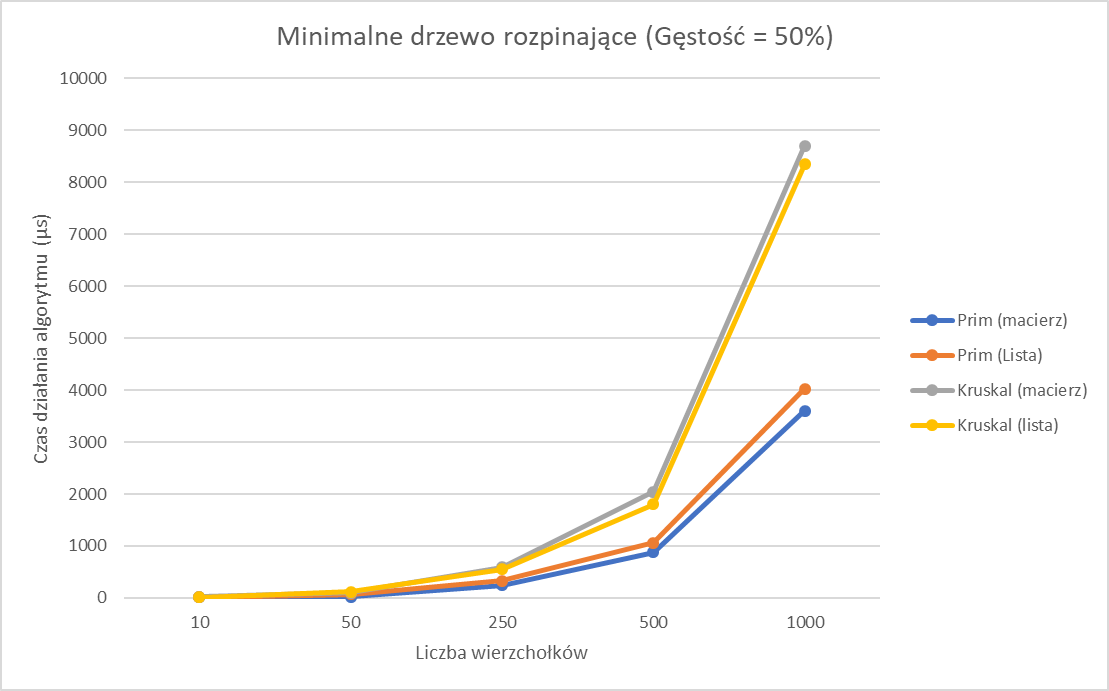 Minimalne drzewo rozpinające (Gęstość = 50%)
10000
9000
8000
7000
6000
5000
4000
3000
2000
1000
0
Czas działania algorytmu (µs)
10 50 250 500 1000
Liczba wierzchołków
Prim (macierz)
Prim (Lista)
Kruskal (macierz)
Kruskal (lista)